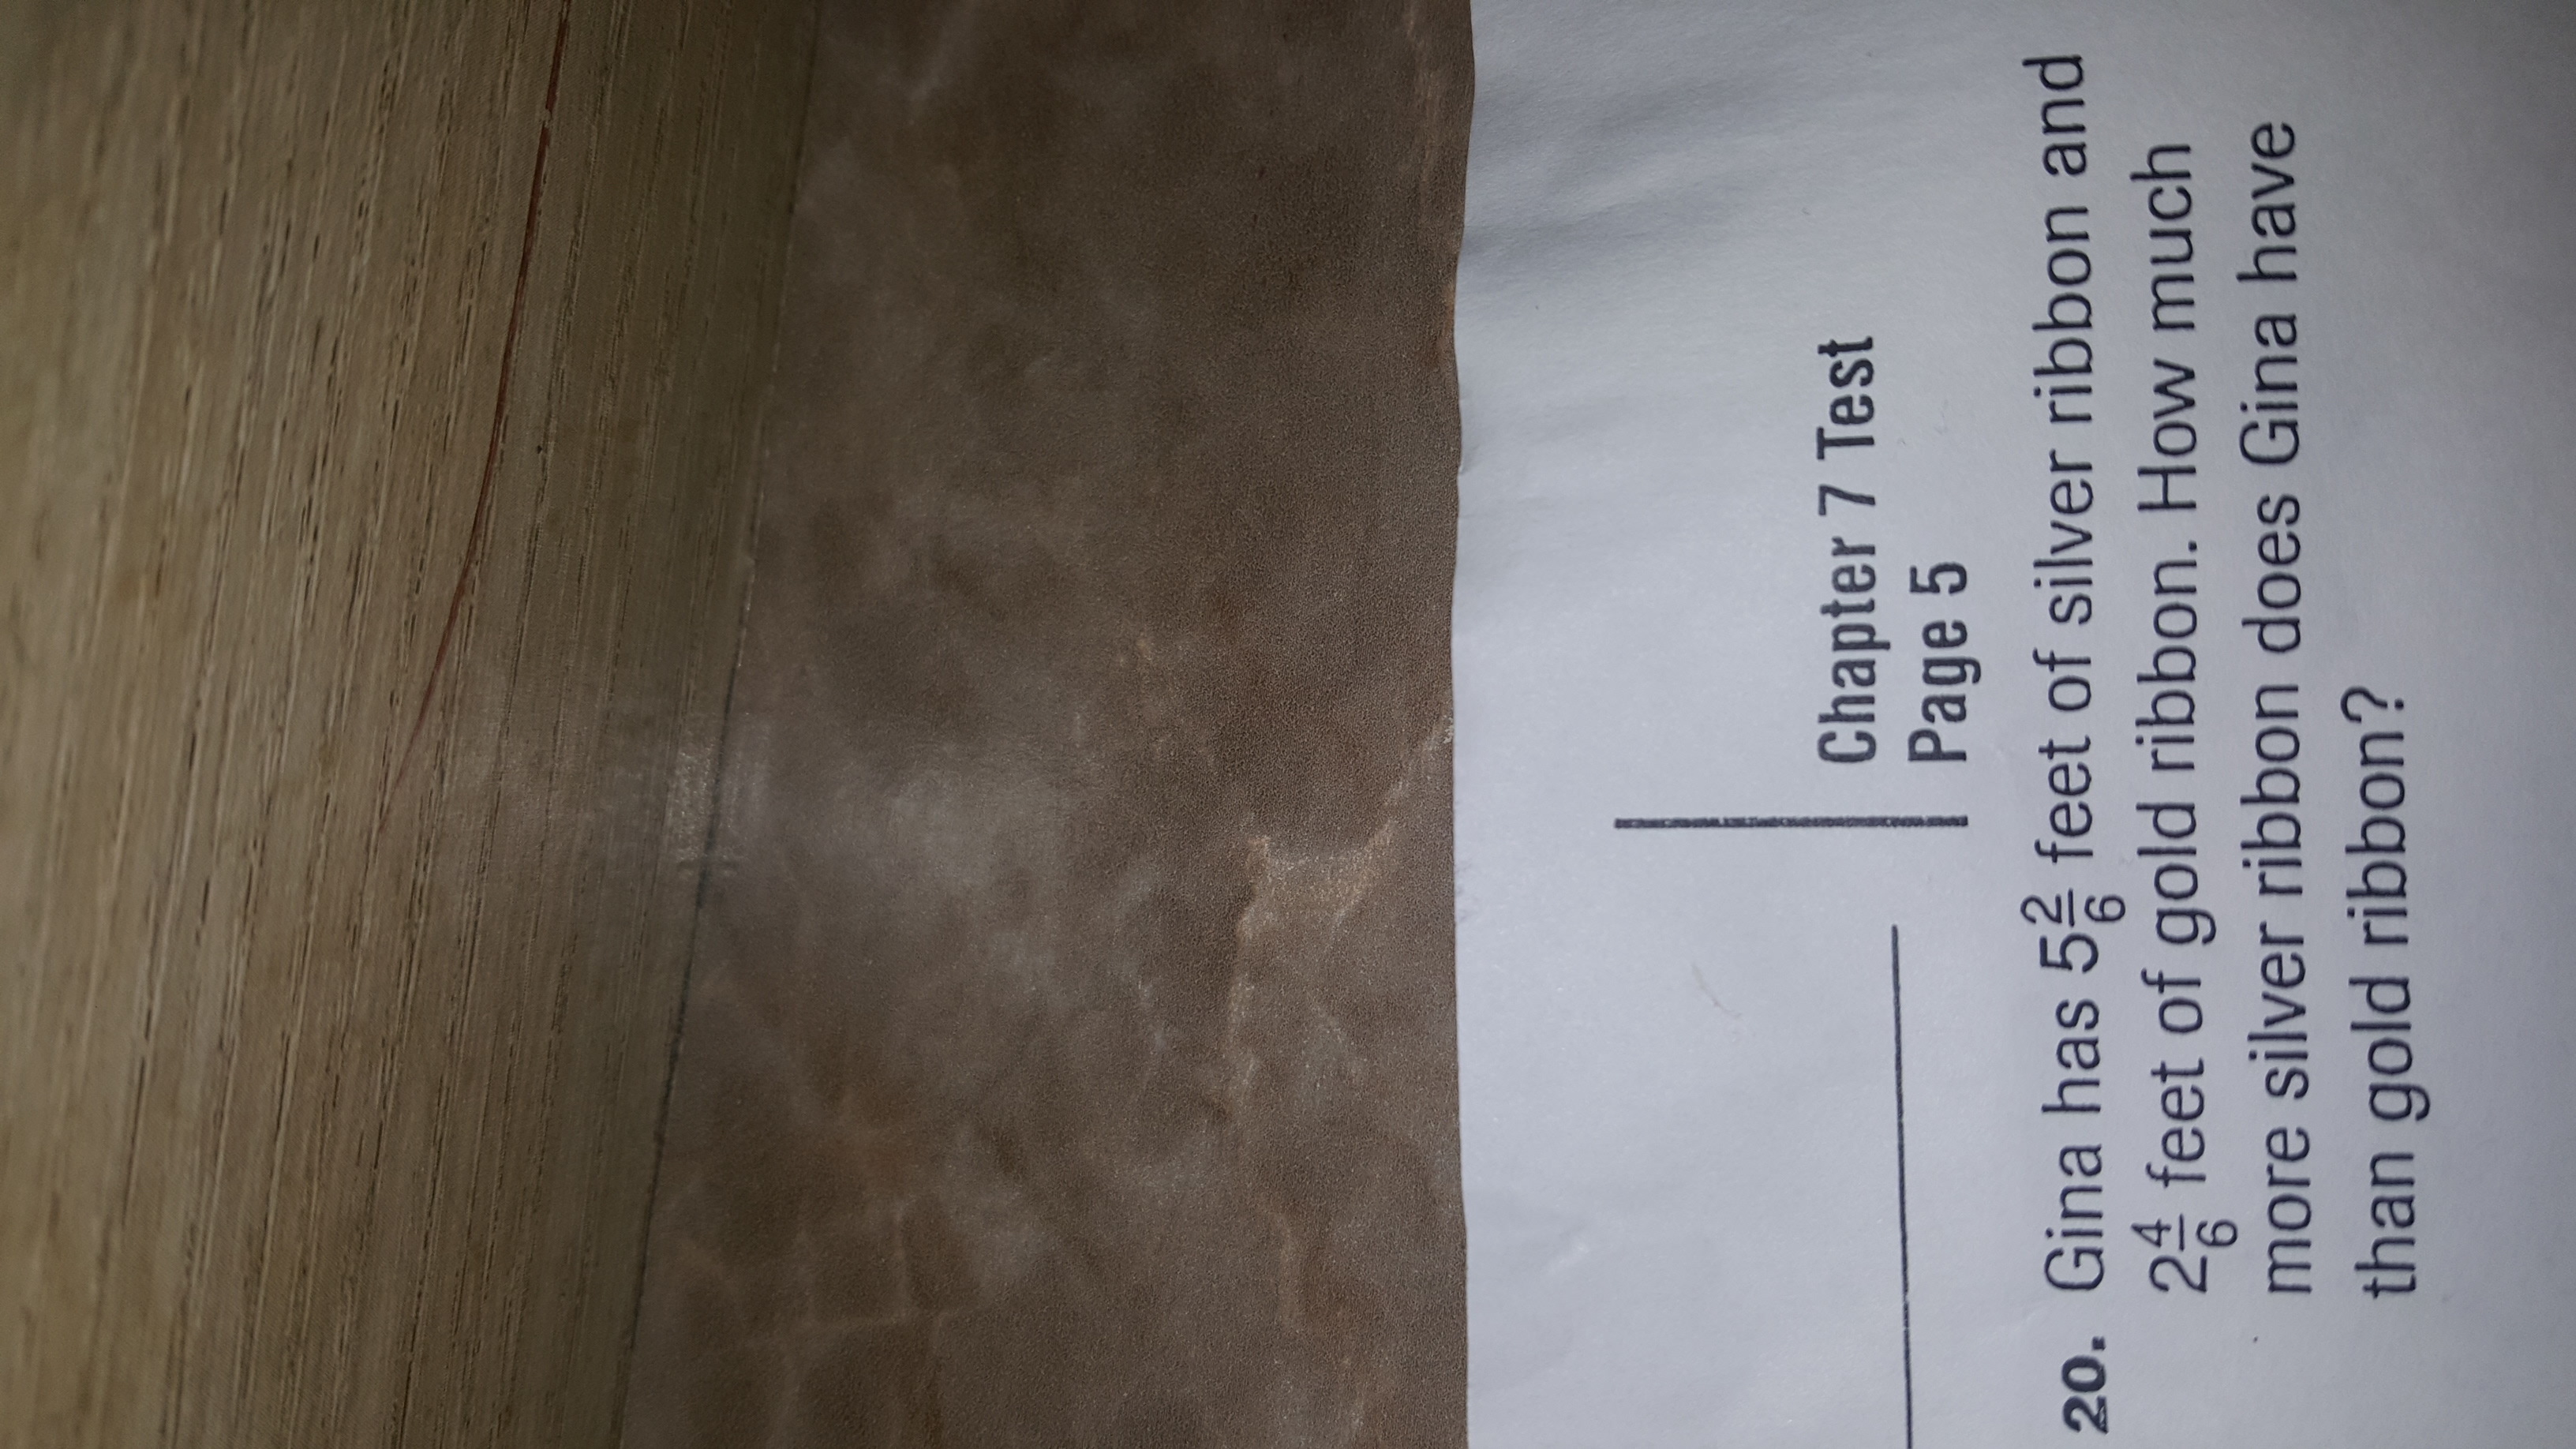 Chapter 7 Test
Page 5
20. Gina has 5 2/6 feet of silver ribbon and
2 4/6 feet of gold ribbon. How much
more silver ribbon does Gina have
than gold ribbon?